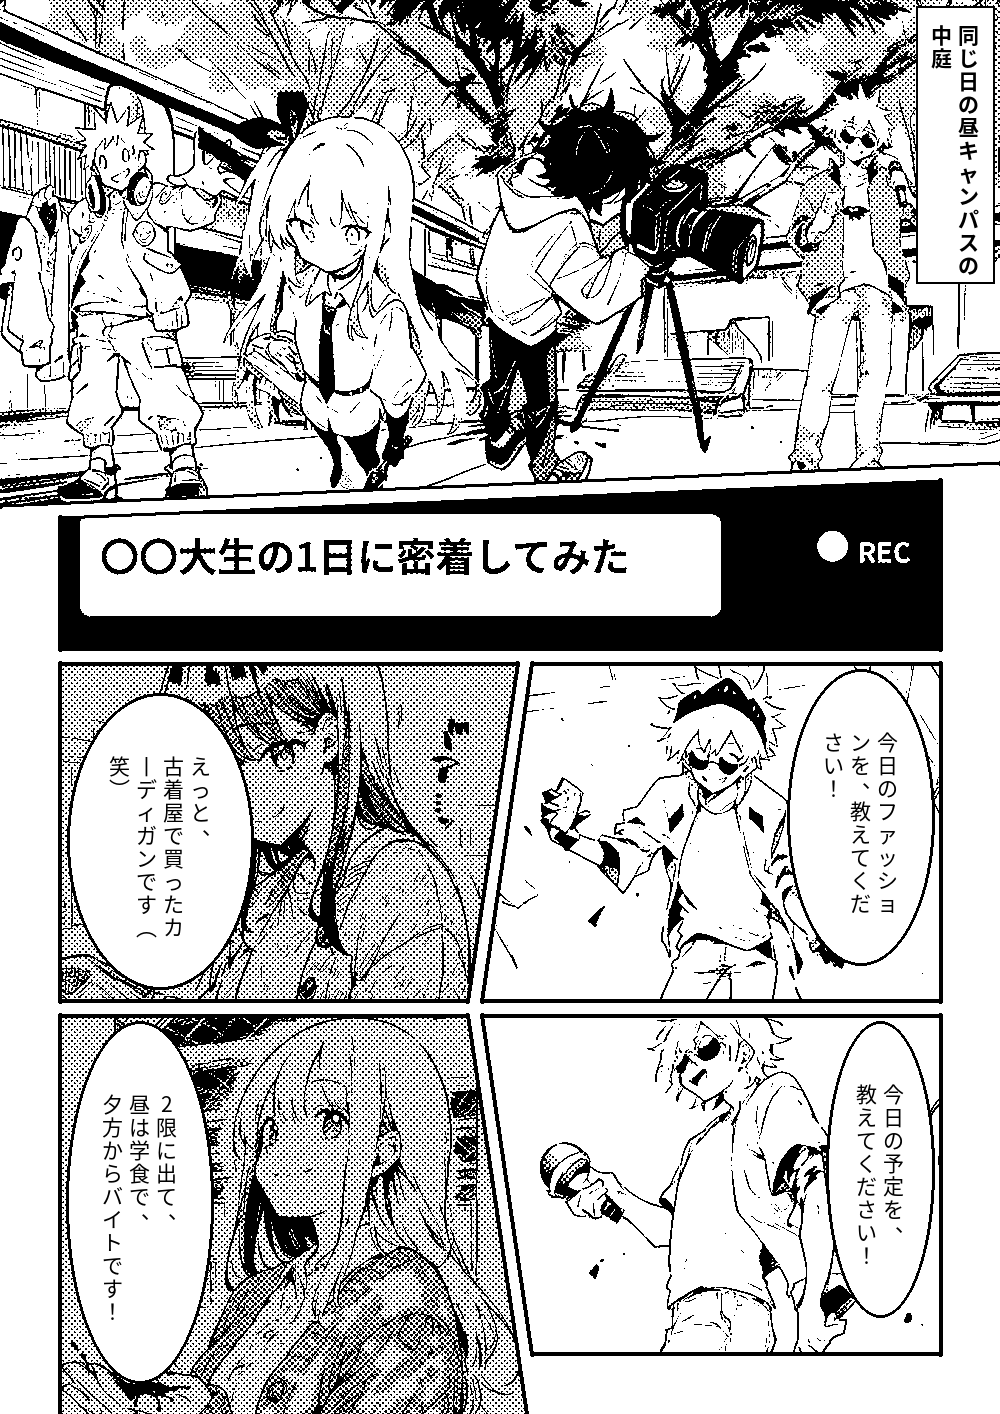 同じ日の昼キャンパスの
中庭
〇〇大生の1日に密着してみた
REC
今日のファッショ
ンを、教えてくだ
さい！
えっと、
古着屋で買ったカ
ーディガンです（
笑）
今日の予定を、
教えてください！
2限に出て、
昼は学食で、
夕方からバイトです！